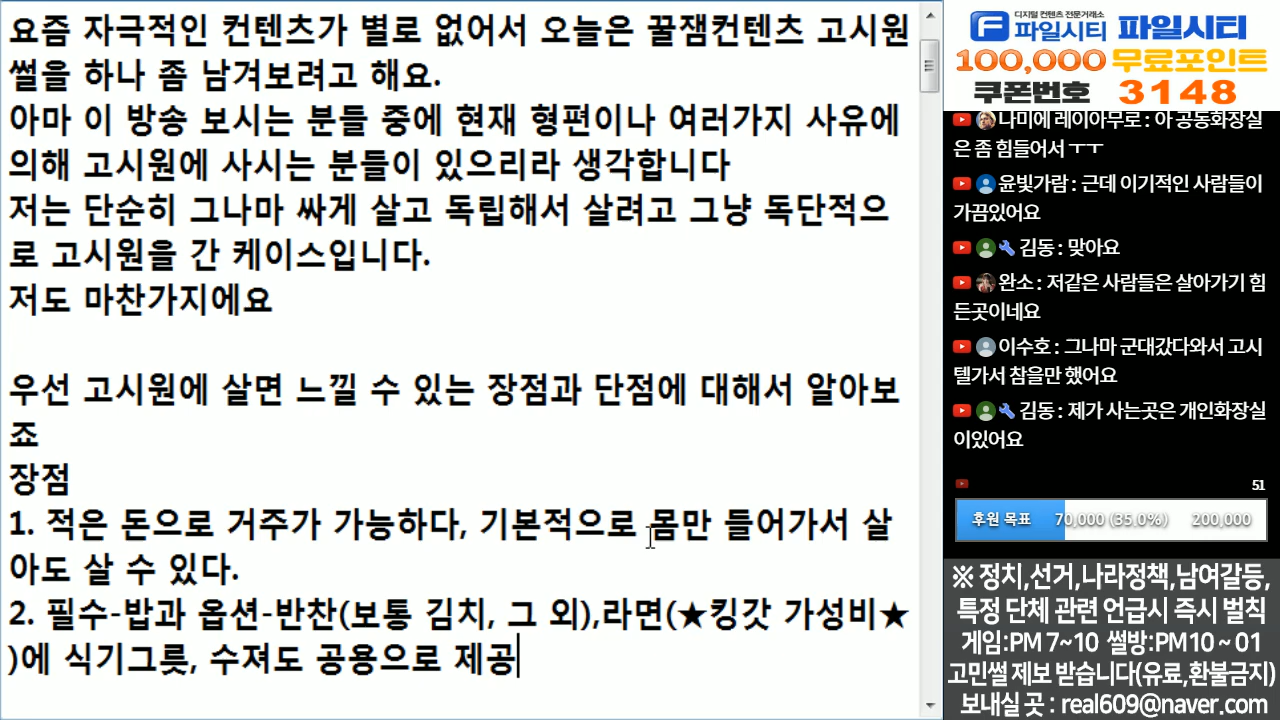 요즘 자극적인 컨텐츠가 별로 없어서 오늘은 꿀잼컨텐츠 고시원
썰을 하나 좀 남겨보려고 해요.
아마 이 방송 보시는 분들 중에 현재 형편이나 여러가지 사유에
의해 고시원에 사시는 분들이 있으리라 생각합니다
저는 단순히 그나마 싸게 살고 독립해서 살려고 그냥 독단적으
로 고시원을 간 케이스입니다.
저도 마찬가지에요
우선 고시원에 살면 느낄 수 있는 장점과 단점에 대해서 알아보
죠
장점
1. 적은 돈으로 거주가 가능하다, 기본적으로 몸만 들어가서 살
아도 살 수 있다.
2. 필수-밥과 옵션-반찬(보통 김치, 그 외),라면(★킹갓 가성비★
)에 식기그릇, 수져도 공용으로 제공
디지털 컨텐츠 전문거래소
파일시티 파일시티
100,000 무료포인트
쿠폰번호 3148
나미에 레이아무로 : 아 공동화장실
은 좀 힘들어서 ㅜㅜ
윤빛가람 : 근데 이기적인 사람들이
가끔있어요
김동 : 맞아요
완소 : 저같은 사람들은 살아가기 힘
든곳이네요
이수호 : 그나마 군대갔다와서 고시
텔가서 참을만 했어요
김동 : 제가 사는곳은 개인화장실
이있어요
51
후원 목표 70,000 (35.0%) 200,000
※ 정치,선거,나라정책,남여갈등,
특정 단체 관련 언급시 즉시 벌칙
게임:PM 7~10 썰방:PM10 ~ 01
고민썰 제보 받습니다(유료,환불금지)
보내실 곳 : real609@naver.com